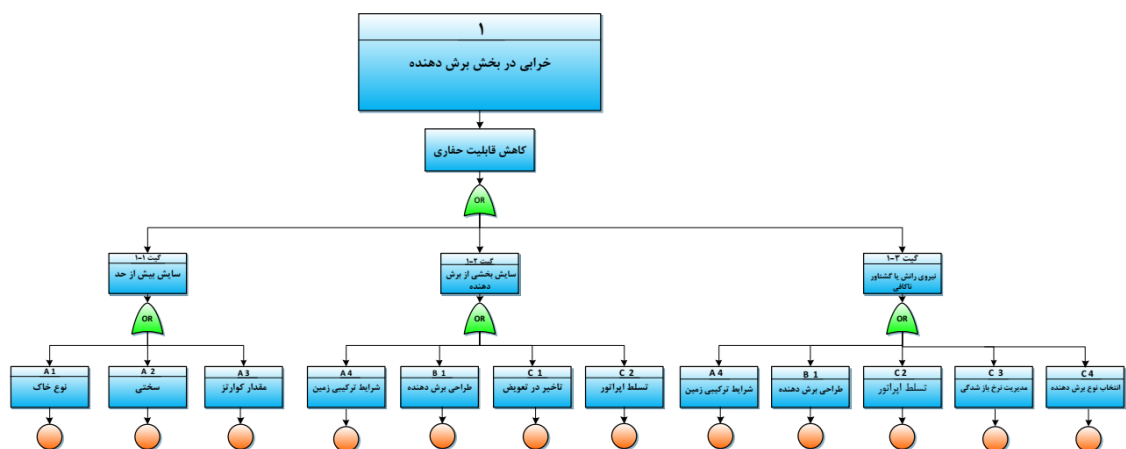 ۱
خرابی در بخش برش دهنده
کاهش قابلیت حفاری
OR
گیت ۱-۱
سایش بیش از حد
گیت ۲-۱
سایش بخشی از برش
دهنده
گیت ۳-۱
نیروی رانش یا گشتاور
ناکافی
OR
OR
OR
A 1
نوع خاک
A 2
سختی
A 3
مقدار کوارتز
A 4
شرایط ترکیبی زمین
B 1
طراحی برش دهنده
C 1
تاخیر در تعویض
C 2
تسلط اپراتور
A 4
شرایط ترکیبی زمین
B 1
طراحی برش دهنده
C 2
تسلط اپراتور
C 3
مدیریت نرخ باز شدگی
C 4
انتخاب نوع برش دهنده